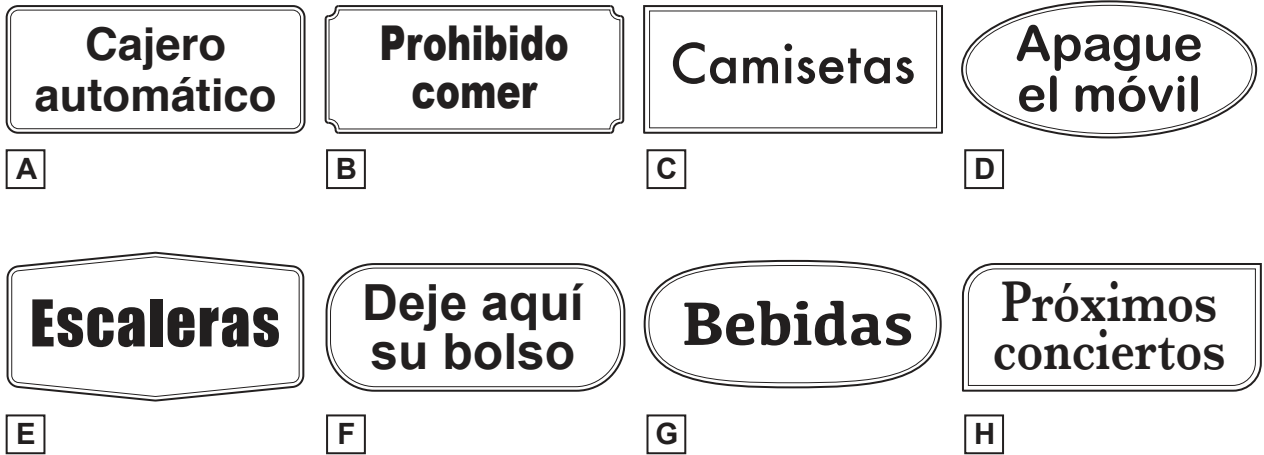 Cajero
automático
A
Prohibido
comer
B
Camisetas
C
Apague
el móvil
D
Escaleras
E
Deje aquí
su bolso
F
Bebidas
G
Próximos
conciertos
H